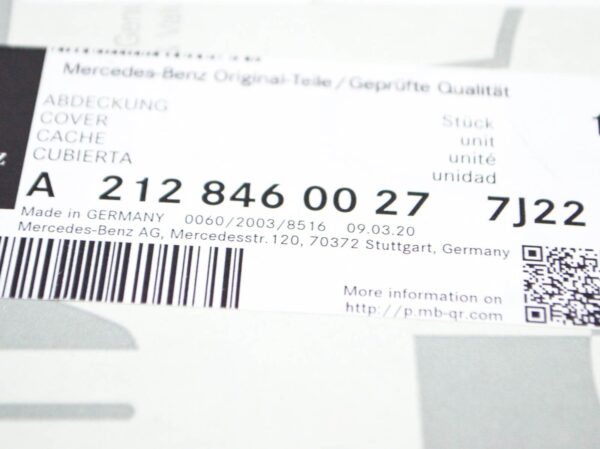 Mercedes-Benz Original-Teile/Geprüfte Qualität
ABDECKUNG
COVER
CACHE
CUBIERTA
Stück
unit
unité
unidad
A 212 846 00 27 7J22
Made in GERMANY 0060/2003/8516 09.03.20
Mercedes-Benz AG, Mercedesstr. 120, 70372 Stuttgart, Germany
More information on
http://p.mb-qr.com